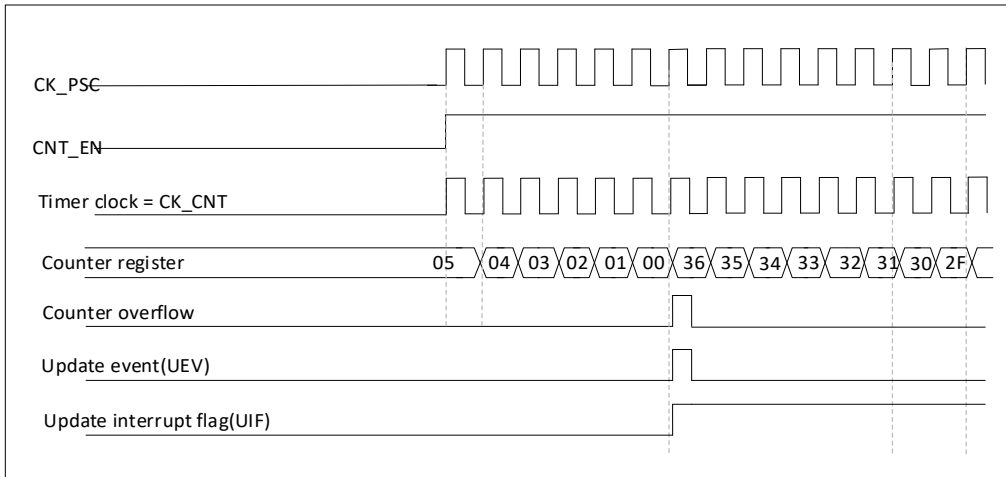 CK_PSC
CNT_EN
Timer clock = CK_CNT
Counter register 05 04 03 02 01 00 36 35 34 33 32 31 30 2F
Counter overflow
Update event(UEV)
Update interrupt flag(UIF)